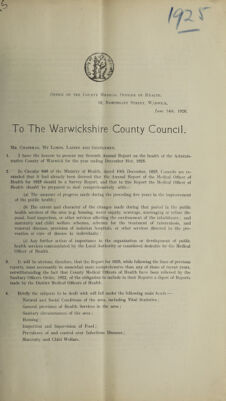 1925
Office of the County Medical Officer of Health,
Northgate Street, Warwick,
June 14th, 1926.
To The Warwickshire County Council.
Mr. Chairman, My Lords, Ladies and Gentlemen,
1. I have the honour to present my Seventh Annual Report on the health of the Administrative County of Warwick for the year ending December 31st, 1925.
2. In Circular of the Ministry of Health, dated December, 1925, Councils are reminded that it had already been decreed that the Annual Report of the Medical Officer of Health for 1925 should be a Survey Report, and that in this Report the Medical Officer of Health should be prepared to deal comprehensively with:
(a) The measure of progress made during the preceding five years in the improvement of the public health;
(b) The extent and character of the changes made during that period in the public health services of the area (e.g. housing, water supply, sewerage, scavenging or refuse disposal, food inspection, or other services affecting the environment of the inhabitants;
maternity and child welfare schemes,
provision of isolation hospitals, or other services directed to the prevention or cure of disease in individuals;
(c) Any further action of importance in the organisation or development of public health services contemplated by the Local Authority or considered desirable by the Medical Officer of Health.
3. It will be obvious, therefore, that the Report for 1925, while following the lines of previous reports, must necessarily be somewhat more comprehensive than any of those of recent years,
notwithstanding the fact that County Medical Officers of Health have been relieved by the Sanitary Officers Order, 1922, of the obligation to include in their Reports a digest of Reports made by the District Medical Officers of Health.
4. Briefly the subjects to be dealt with will fall under the following main heads:—
Natural and Social Conditions of the area, including Vital Statistics;
General provision of Health Services in the area;
Sanitary circumstances of the area;
Housing;
Inspection and Supervision of Food;
Prevalence of and control over Infectious Diseases;
Maternity and Child Welfare.